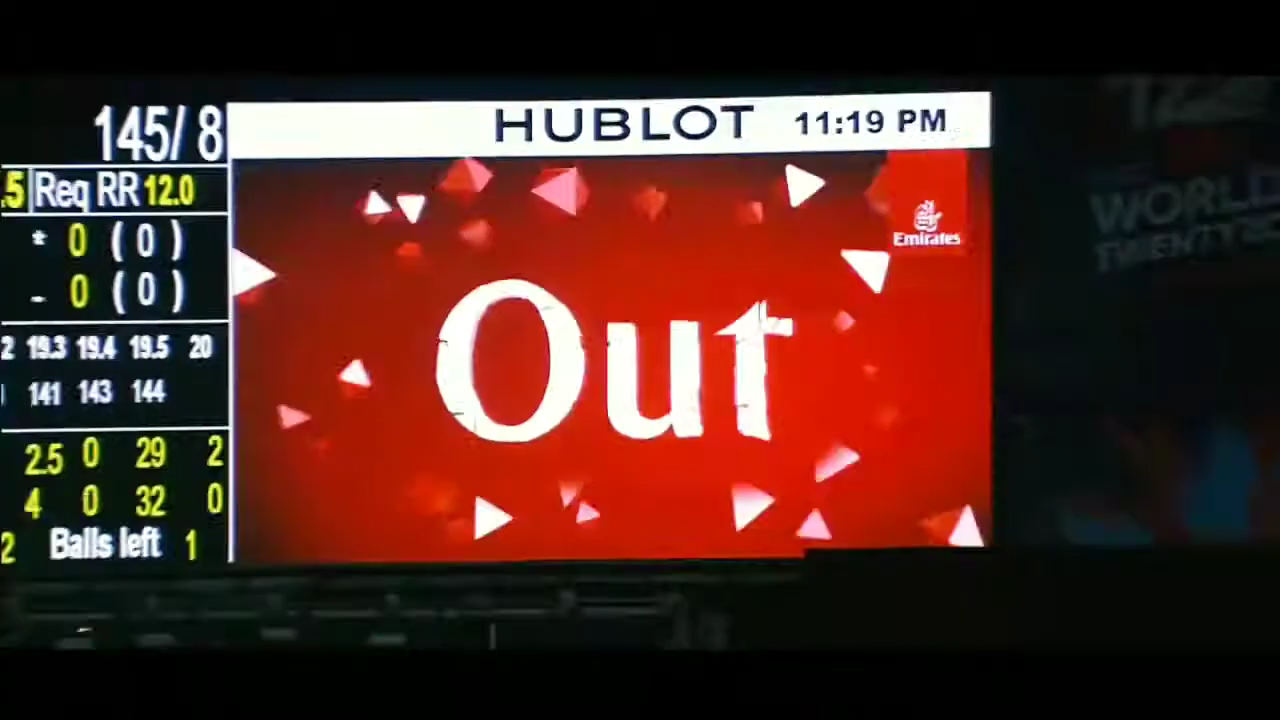 145/ 8
HUBLOT 11:19 PM
.5 Req RR 12.0
* 0 ( 0 )
- 0 ( 0 )
Emirates
Out
2 19.3 19.4 19.5 20
141 143 144
2.5 0 29 2
4 0 32 0
2 Balls left 1
WORLD
TWENTY20